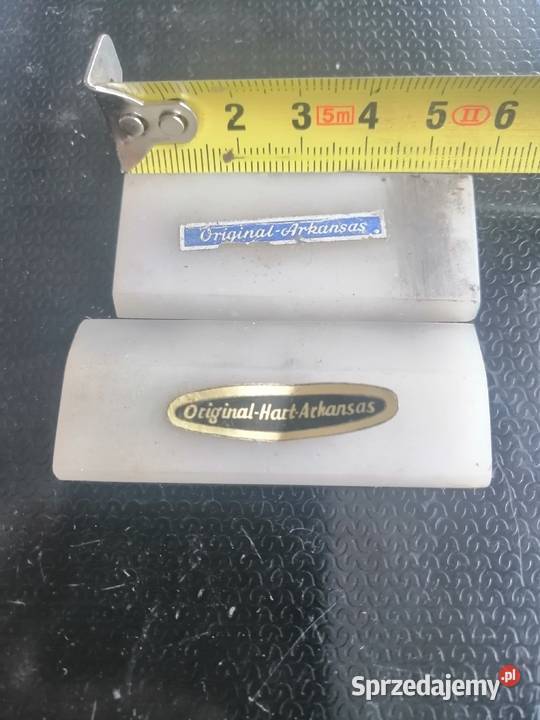 2 3 5m 4 5 II 6
Original-Arkansas
Original-Hart-Arkansas
Sprzedajemy.pl